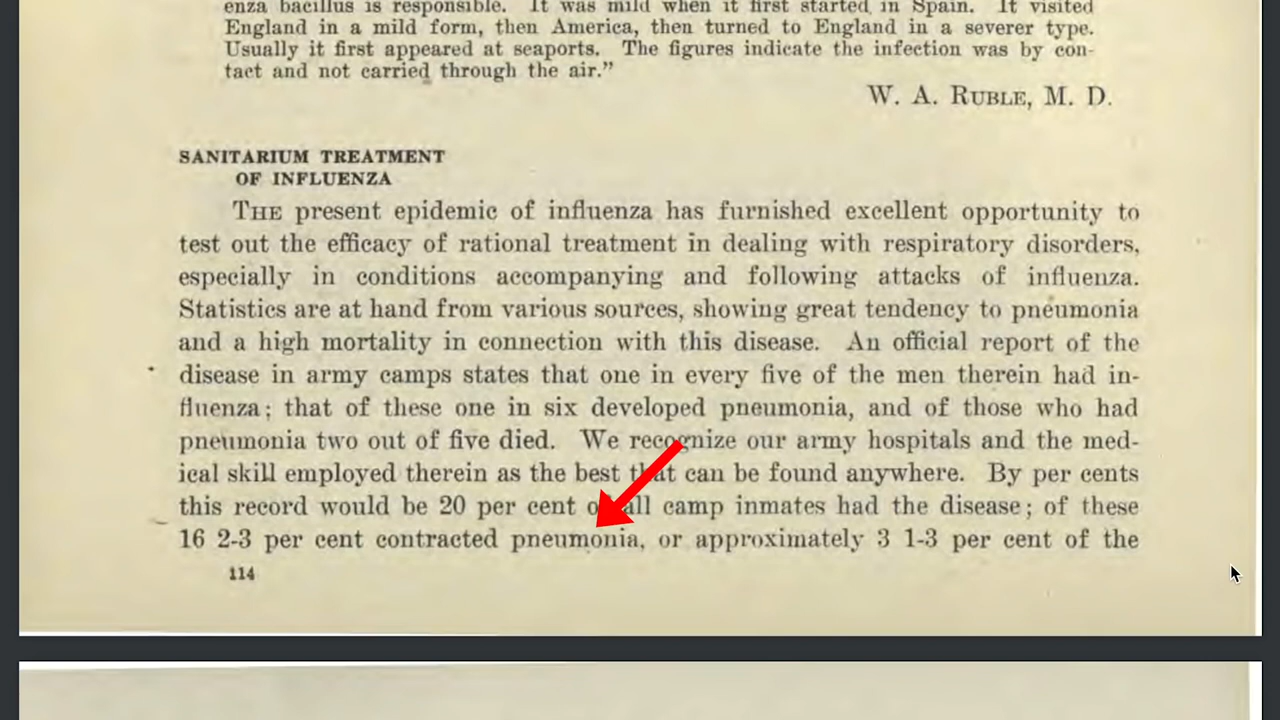 enza bacillus is responsible. It was mild when it first started in Spain. It visited
England in a mild form, then America, then turned to England in a severer type.
Usually it first appeared at seaports. The figures indicate the infection was by con-
tact and not carried through the air.”
W. A. RUBLE, M. D.
SANITARIUM TREATMENT
OF INFLUENZA
THE present epidemic of influenza has furnished excellent opportunity to
test out the efficacy of rational treatment in dealing with respiratory disorders,
especially in conditions accompanying and following attacks of influenza.
Statistics are at hand from various sources, showing great tendency to pneumonia
and a high mortality in connection with this disease. An official report of the
disease in army camps states that one in every five of the men therein had in-
fluenza; that of these one in six developed pneumonia, and of those who had
pneumonia two out of five died. We recognize our army hospitals and the med-
ical skill employed therein as the best that can be found anywhere. By per cents
this record would be 20 per cent of all camp inmates had the disease; of these
16 2-3 per cent contracted pneumonia, or approximately 3 1-3 per cent of the
114